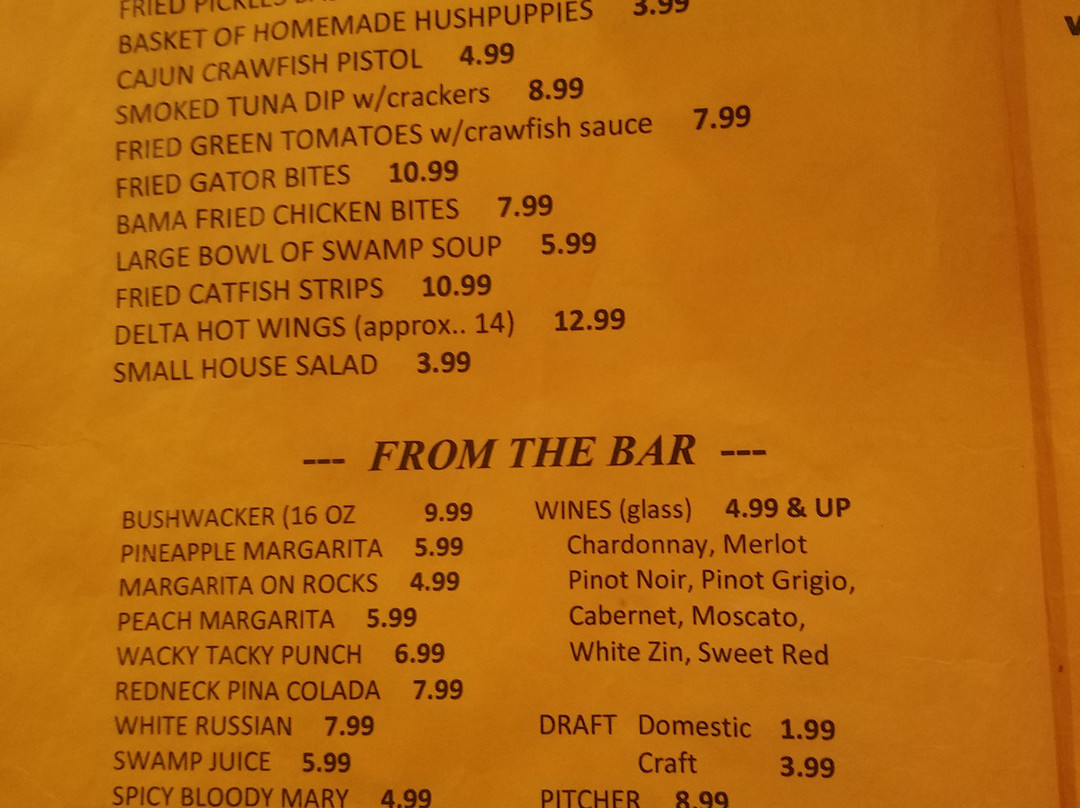 FRIED PICKLES
BASKET OF HOMEMADE HUSHPUPPIES 3.99
CAJUN CRAWFISH PISTOL 4.99
SMOKED TUNA DIP w/crackers 8.99
FRIED GREEN TOMATOES w/crawfish sauce 7.99
FRIED GATOR BITES 10.99
BAMA FRIED CHICKEN BITES 7.99
LARGE BOWL OF SWAMP SOUP 5.99
FRIED CATFISH STRIPS 10.99
DELTA HOT WINGS (approx.. 14) 12.99
SMALL HOUSE SALAD 3.99
--- FROM THE BAR ---
BUSHWACKER (16 OZ 9.99
PINEAPPLE MARGARITA 5.99
MARGARITA ON ROCKS 4.99
PEACH MARGARITA 5.99
WACKY TACKY PUNCH 6.99
REDNECK PINA COLADA 7.99
WHITE RUSSIAN 7.99
SWAMP JUICE 5.99
SPICY BLOODY MARY 4.99
WINES (glass) 4.99 & UP
Chardonnay, Merlot
Pinot Noir, Pinot Grigio,
Cabernet, Moscato,
White Zin, Sweet Red
DRAFT Domestic 1.99
Craft 3.99
PITCHER 8.99